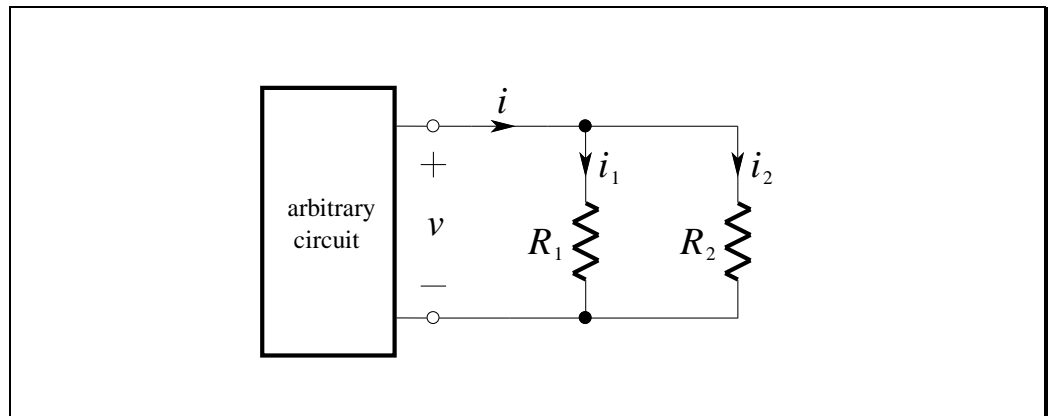 i
+
i₁
i₂
arbitrary
circuit
v
R₁
R₂
−